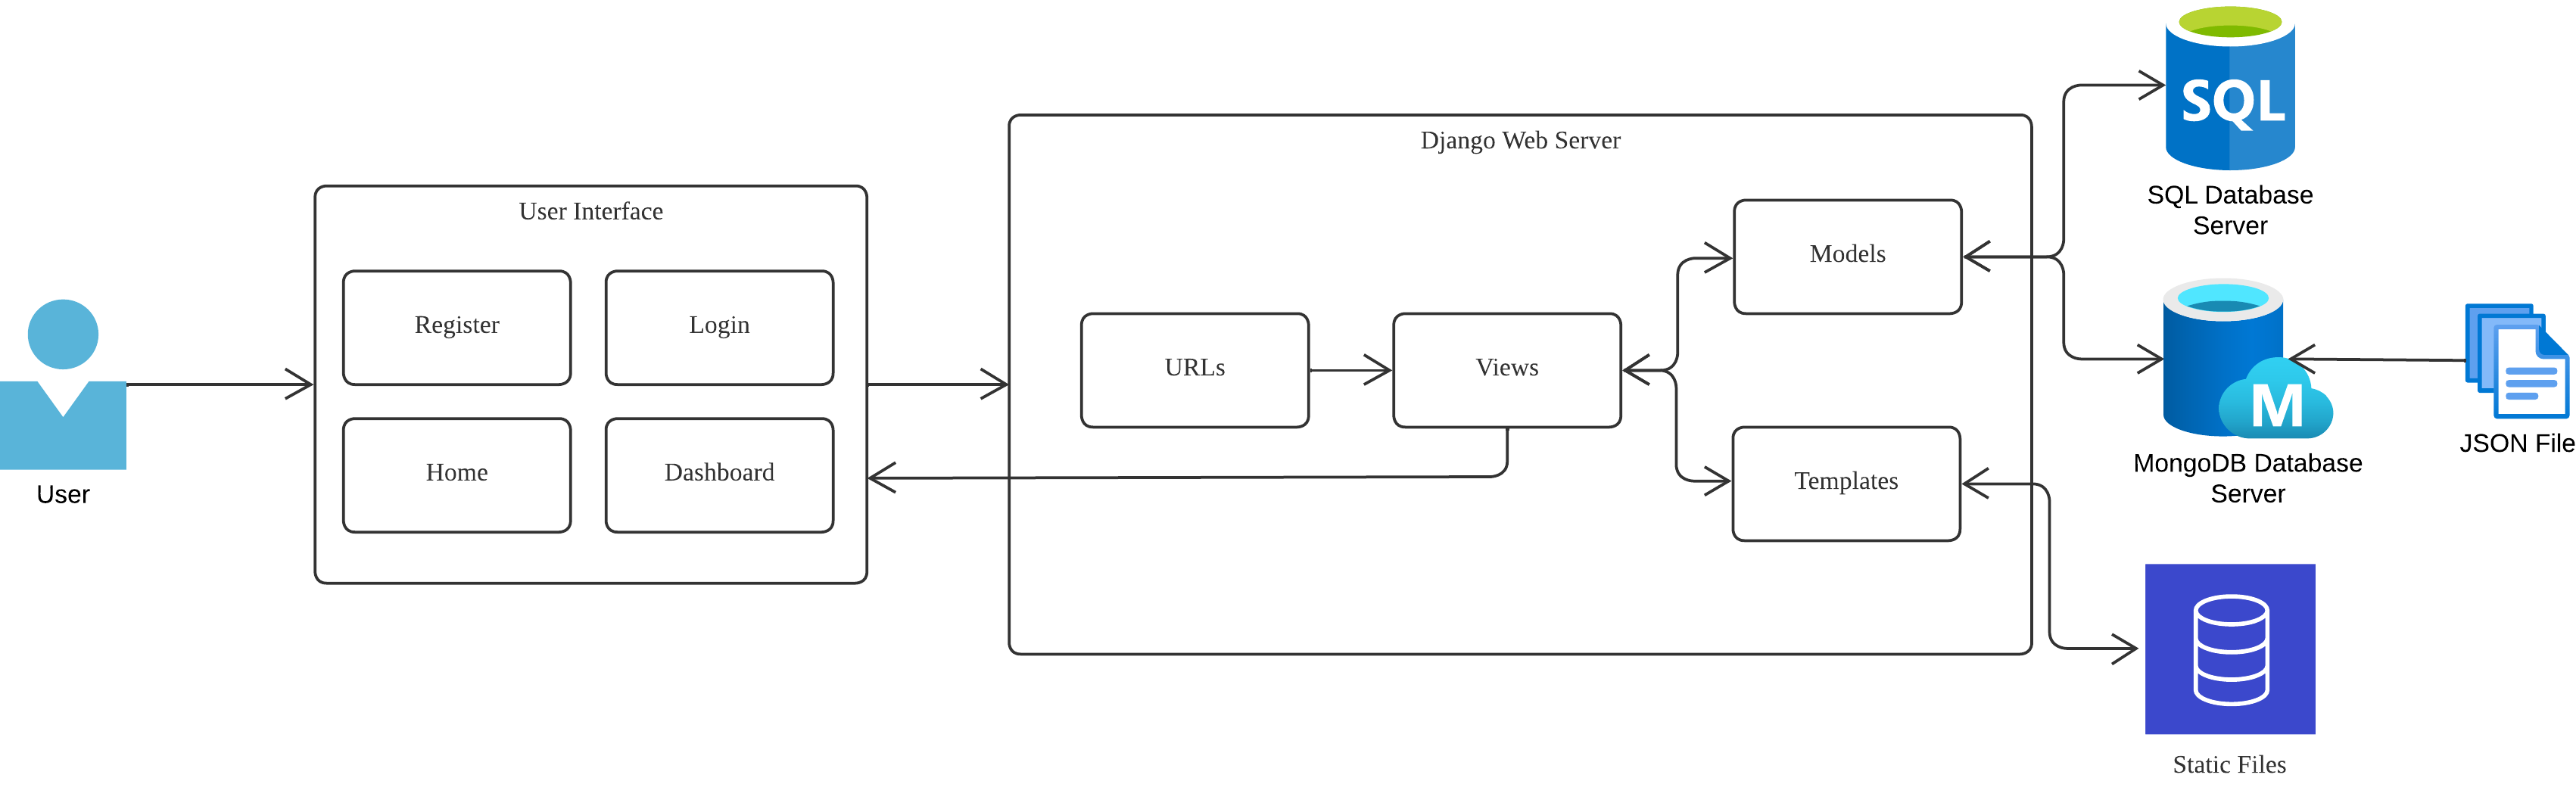 User
User Interface
Register
Login
Home
Dashboard
Django Web Server
URLs
Views
Models
Templates
SQL
SQL Database
Server
M
MongoDB Database
Server
JSON File
Static Files